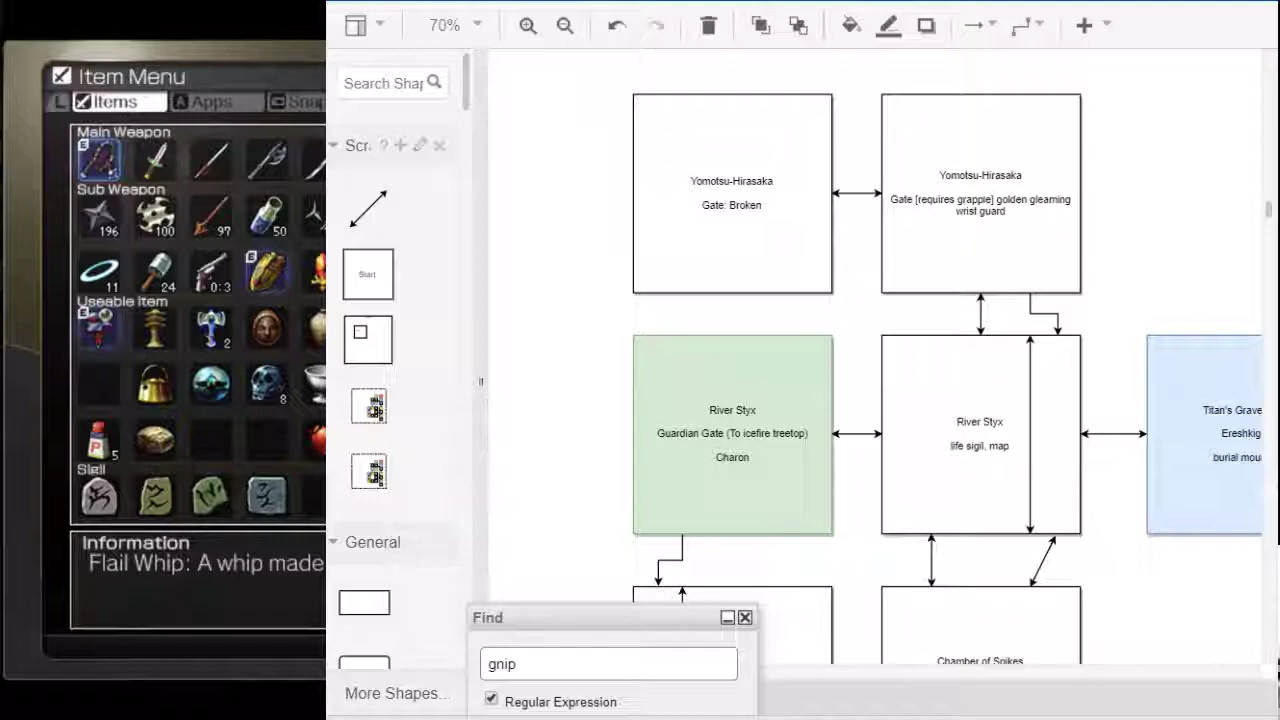 Item Menu
L
Items
A Apps
Snap
Main Weapon
E
Sub Weapon
196
100
97
50
11
24
0:3
E
Useable Item
E
2
8
P
5
Sigil
Information
Flail Whip: A whip made
70%
Search Shap
Scr
?
Start
General
More Shapes...
Yomotsu-Hirasaka
Gate: Broken
Yomotsu-Hirasaka
Gate [requires grapple] golden gleaming
wrist guard
River Styx
Guardian Gate (To icefire treetop)
Charon
River Styx
life sigil, map
Titan's Grave
Ereshkig
burial mou
Chamber of Spikes
Find
gnip
Regular Expression